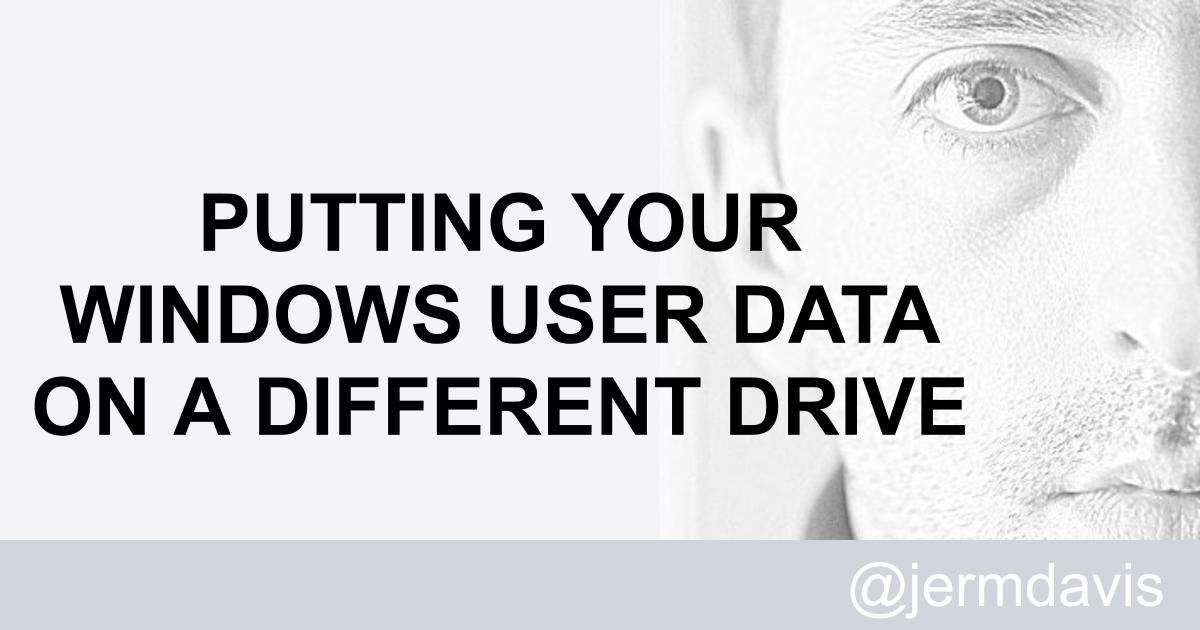 PUTTING YOUR
WINDOWS USER DATA
ON A DIFFERENT DRIVE
@jermdavis